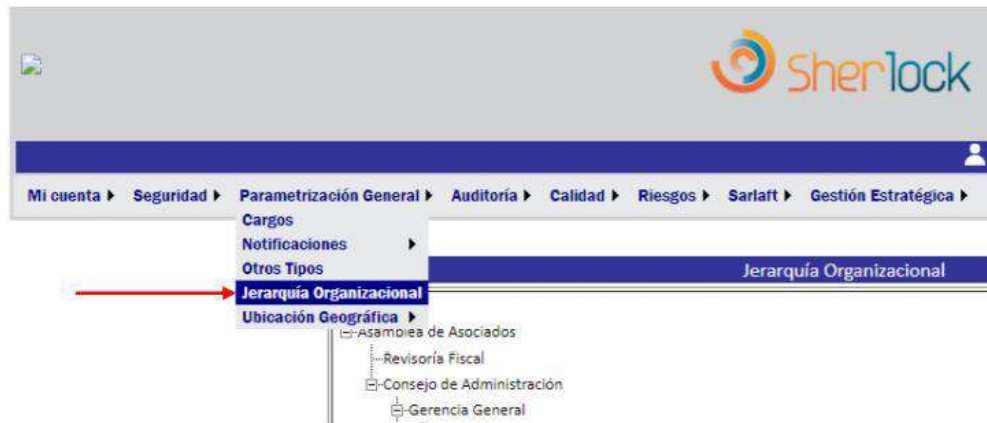 Sherlock
Mi cuenta Seguridad Parametrización General Auditoría Calidad Riesgos Sarlaft Gestión Estratégica
Cargos
Notificaciones
Otros Tipos
Jerarquía Organizacional
Jerarquía Organizacional
Ubicación Geográfica
Asamblea de Asociados
Revisoría Fiscal
Consejo de Administración
Gerencia General